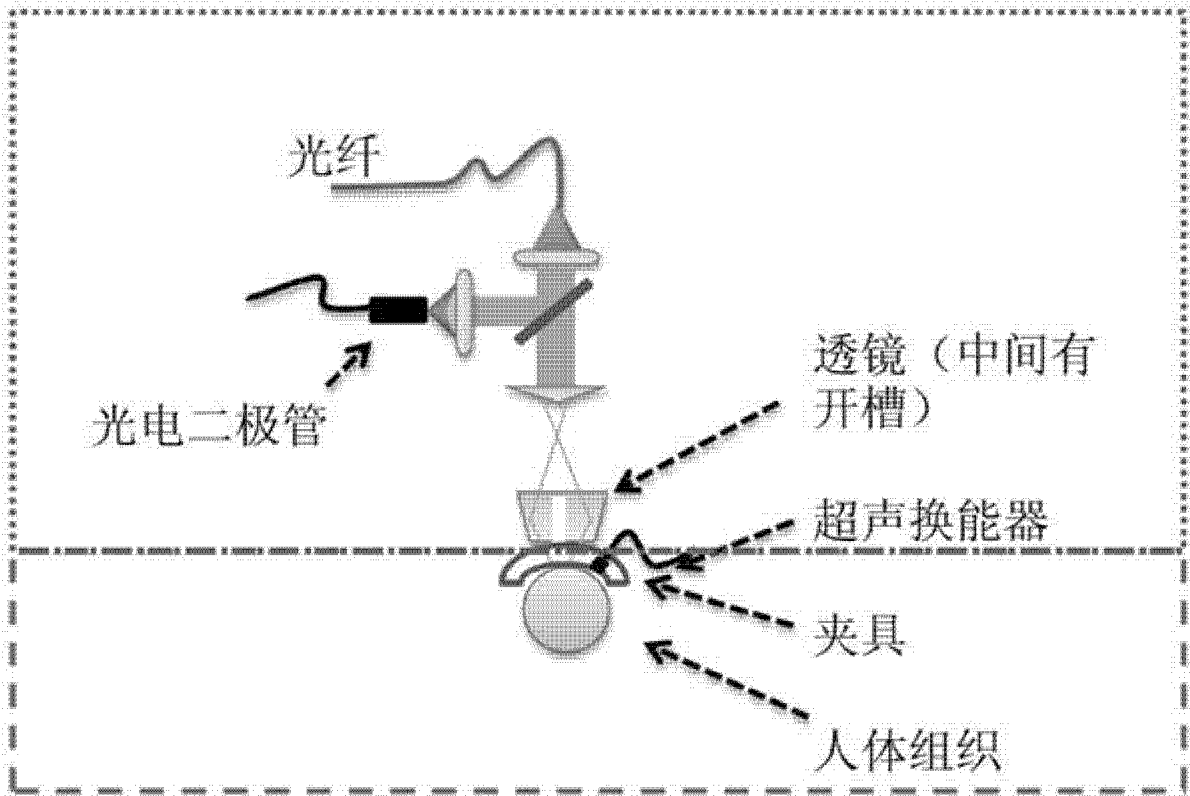 光纤
光电二极管
透镜（中间有
开槽）
超声换能器
夹具
人体组织